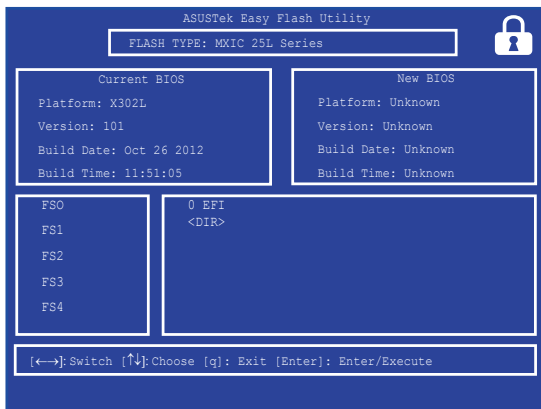 ASUSTek Easy Flash Utility
FLASH TYPE: MXIC 25L Series
Current BIOS
Platform: X302L
Version: 101
Build Date: Oct 26 2012
Build Time: 11:51:05
New BIOS
Platform: Unknown
Version: Unknown
Build Date: Unknown
Build Time: Unknown
FSO
FS1
FS2
FS3
FS4
0 EFI
<DIR>
[←→]: Switch [↑↓]: Choose [q]: Exit [Enter]: Enter/Execute